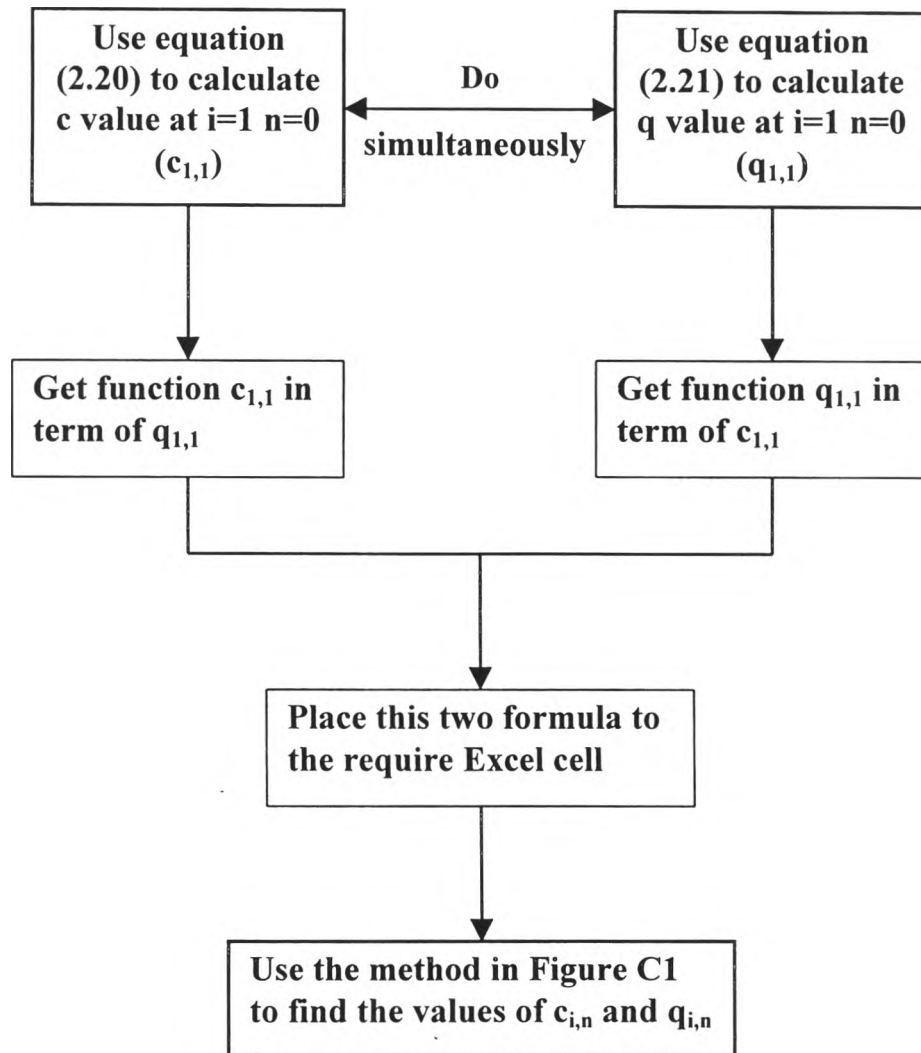 Use equation
(2.20) to calculate
c value at i=1 n=0
(c₁,₁)
Do
simultaneously
Use equation
(2.21) to calculate
q value at i=1 n=0
(q₁,₁)
Get function c₁,₁ in
term of q₁,₁
Get function q₁,₁ in
term of c₁,₁
Place this two formula to
the require Excel cell
Use the method in Figure C1
to find the values of cᵢ,ₙ and qᵢ,ₙ